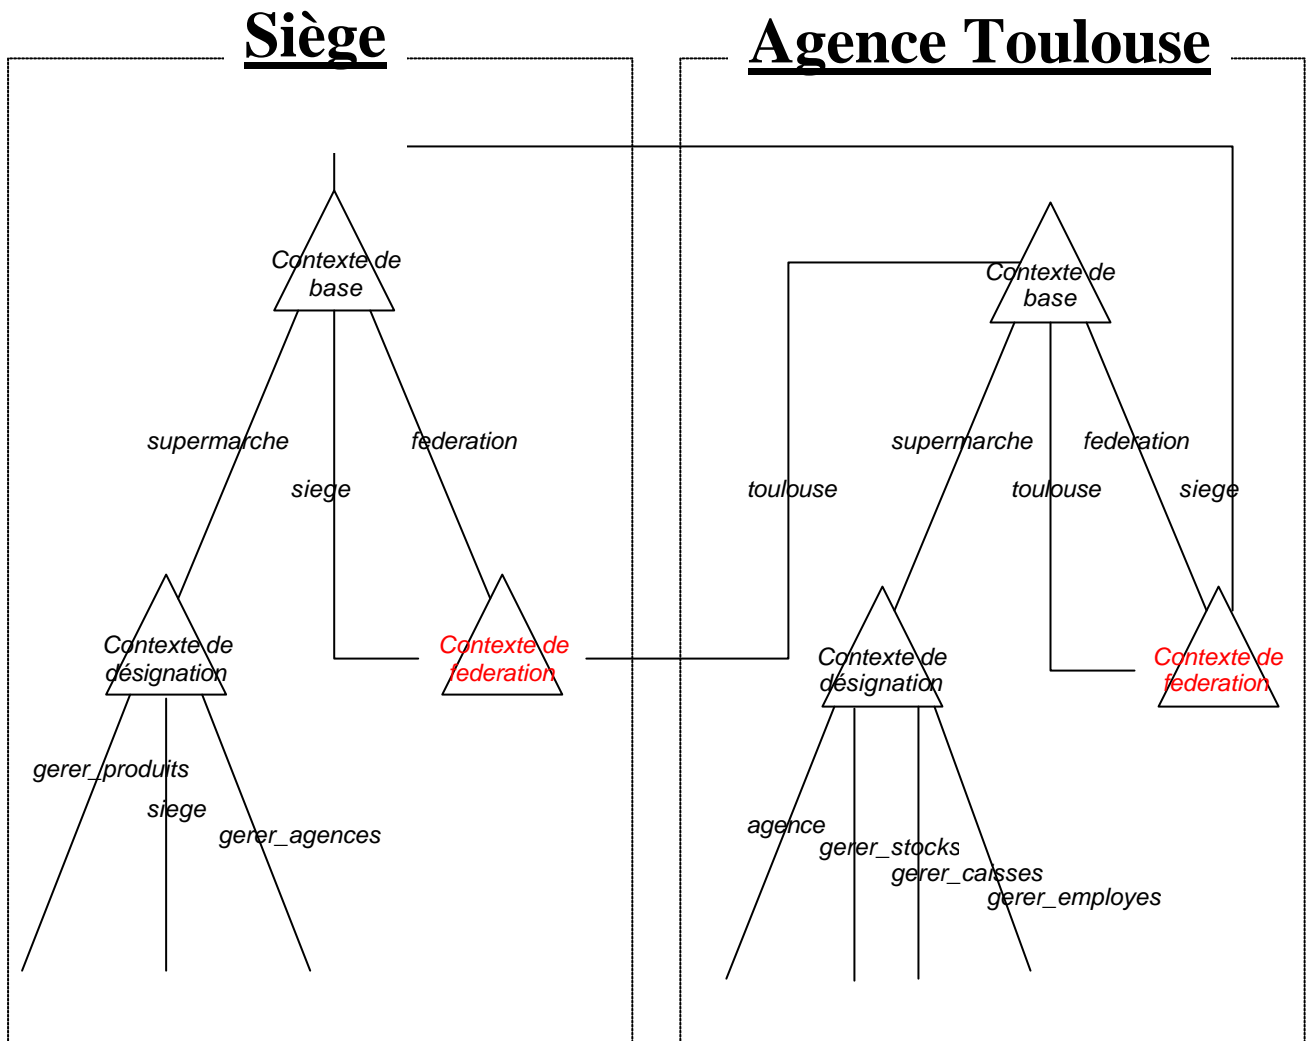 Siège
Agence Toulouse
Contexte de
base
Contexte de
base
supermarche
federation
siege
supermarche
federation
toulouse
toulouse
siege
Contexte de
désignation
Contexte de
federation
Contexte de
désignation
Contexte de
federation
gerer_produits
siege
gerer_agences
agence
gerer_stocks
gerer_caisses
gerer_employes